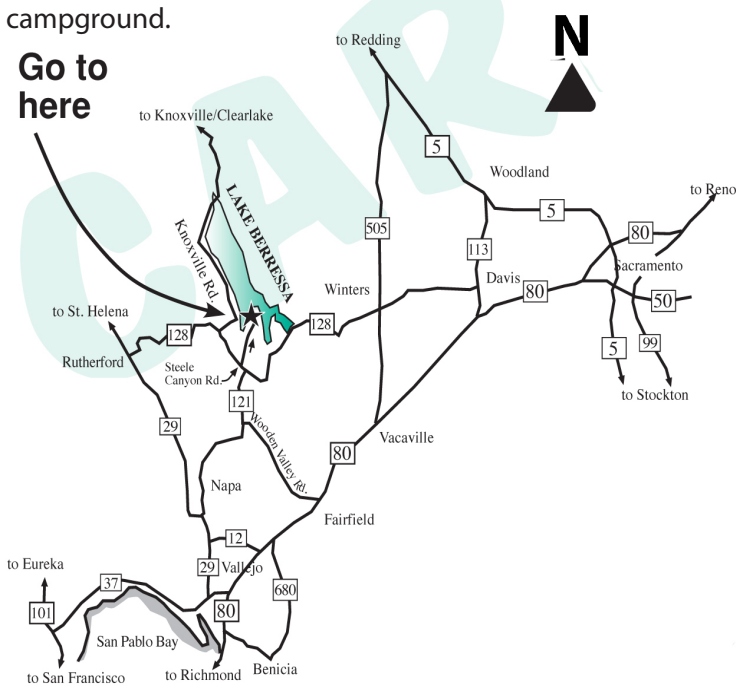 campground.
Go to
here
N
to Redding
to Knoxville/Clearlake
5
Woodland
to Reno
LAKE BERRESSA
Knoxville Rd.
505
5
80
113
Sacramento
Winters
Davis
80
50
to St. Helena
128
128
Rutherford
Steele
Canyon Rd.
5
99
to Stockton
121
29
Wooden Valley Rd.
80
Vacaville
Napa
Fairfield
12
to Eureka
29
Vallejo
37
680
101
80
San Pablo Bay
to San Francisco
to Richmond
Benicia
CAR